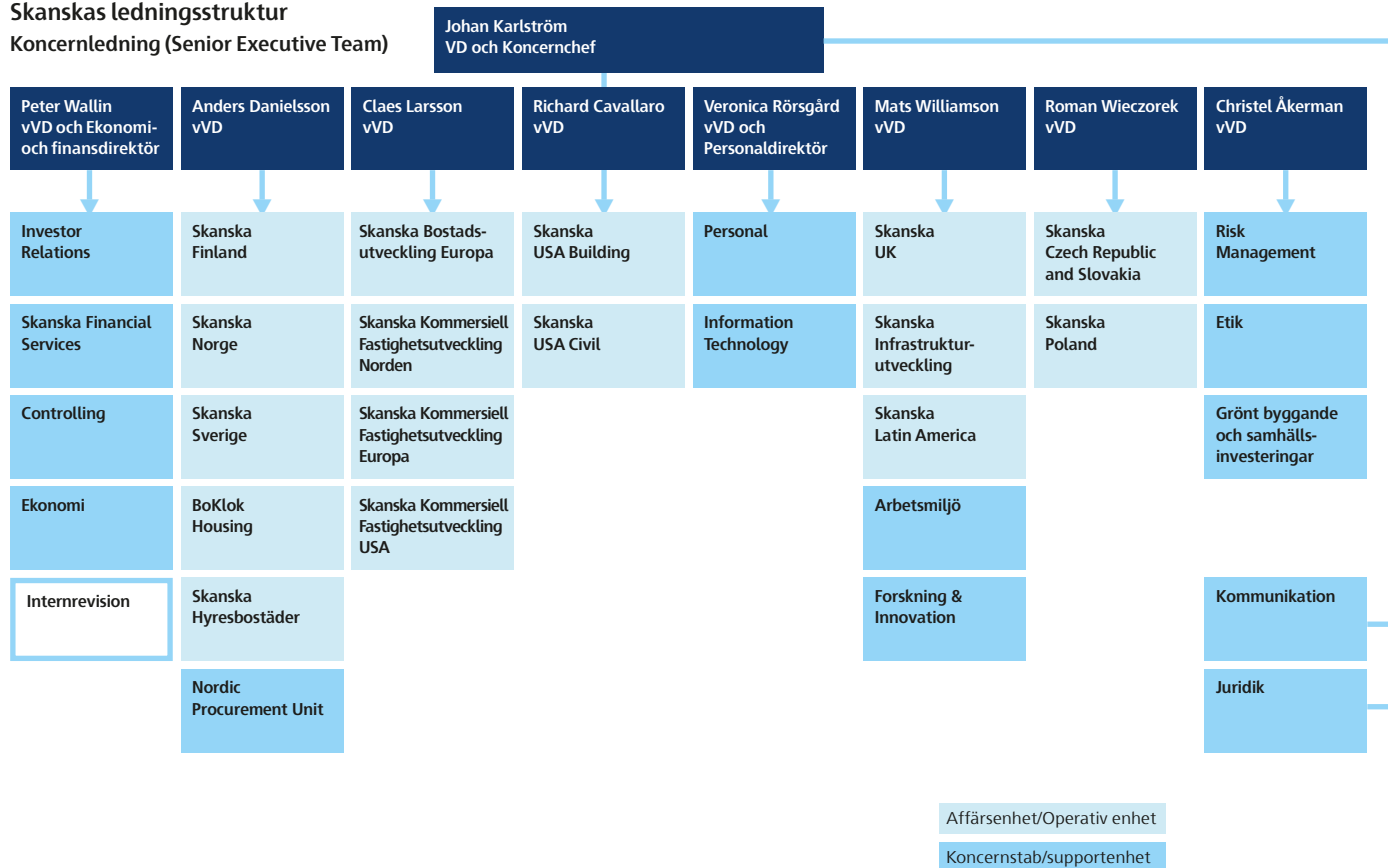 Skanskas ledningsstruktur
Koncernledning (Senior Executive Team)
Johan Karlström
VD och Koncernchef
Peter Wallin
vVD och Ekonomi-
och finansdirektör
Anders Danielsson
vVD
Claes Larsson
vVD
Richard Cavallaro
vVD
Veronica Rörsgård
vVD och
Personaldirektör
Mats Williamson
vVD
Roman Wieczorek
vVD
Christel Åkerman
vVD
Investor
Relations
Skanska
Finland
Skanska Bostads-
utveckling Europa
Skanska
USA Building
Personal
Skanska
UK
Skanska
Czech Republic
and Slovakia
Risk
Management
Skanska Financial
Services
Skanska
Norge
Skanska Kommersiell
Fastighetsutveckling
Norden
Skanska
USA Civil
Information
Technology
Skanska
Infrastruktur-
utveckling
Skanska
Poland
Etik
Controlling
Skanska
Sverige
Skanska Kommersiell
Fastighetsutveckling
Europa
Skanska
Latin America
Grönt byggande
och samhälls-
investeringar
Ekonomi
BoKlok
Housing
Skanska Kommersiell
Fastighetsutveckling
USA
Arbetsmiljö
Internrevision
Skanska
Hyresbostäder
Forskning &
Innovation
Kommunikation
Nordic
Procurement Unit
Juridik
Affärsenhet/Operativ enhet
Koncernstab/supportenhet